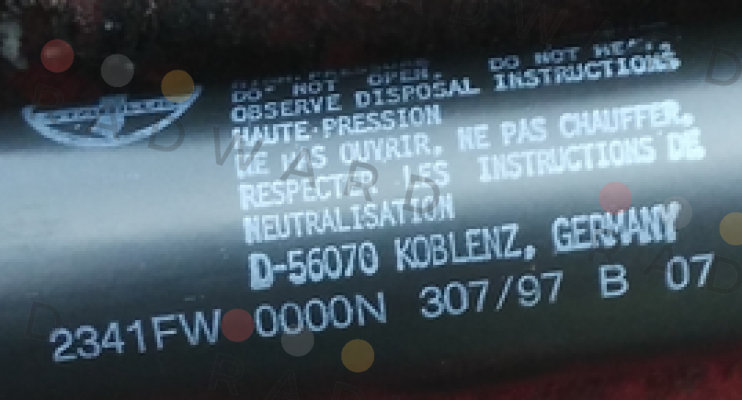 DO NOT OPEN. DO NOT
OBSERVE DISPOSAL INSTRUCTIONS
HAUTE-PRESSION
NE PAS OUVRIR, NE PAS CHAUFFER,
RESPECTER LES INSTRUCTIONS DE
NEUTRALISATION
D-56070 KOBLENZ, GERMANY
2341FW 0000N 307/97 B 07